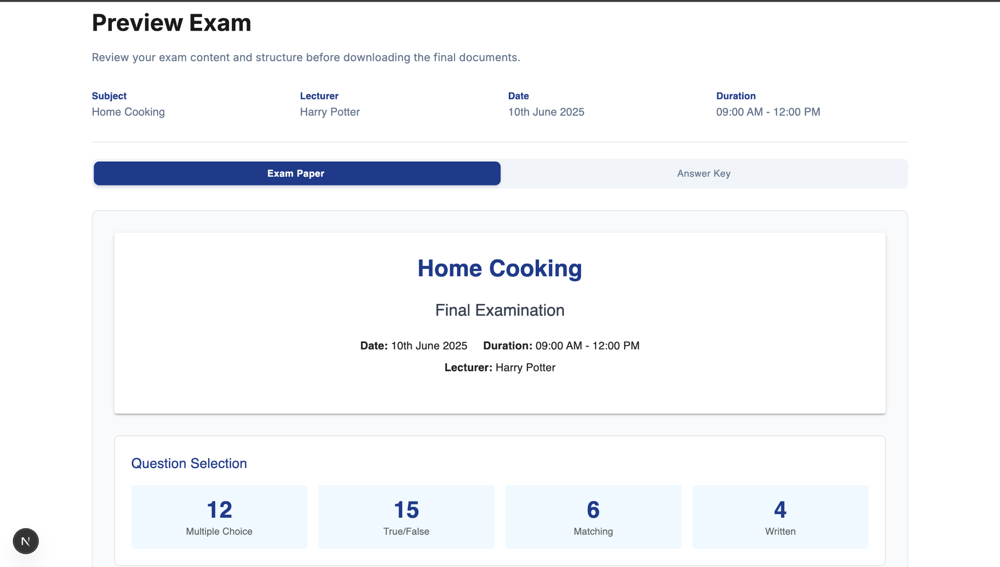 Preview Exam
Review your exam content and structure before downloading the final documents.
Subject
Home Cooking
Lecturer
Harry Potter
Date
10th June 2025
Duration
09:00 AM - 12:00 PM
Exam Paper
Answer Key
Home Cooking
Final Examination
Date: 10th June 2025 Duration: 09:00 AM - 12:00 PM
Lecturer: Harry Potter
Question Selection
12
Multiple Choice
15
True/False
6
Matching
4
Written
N